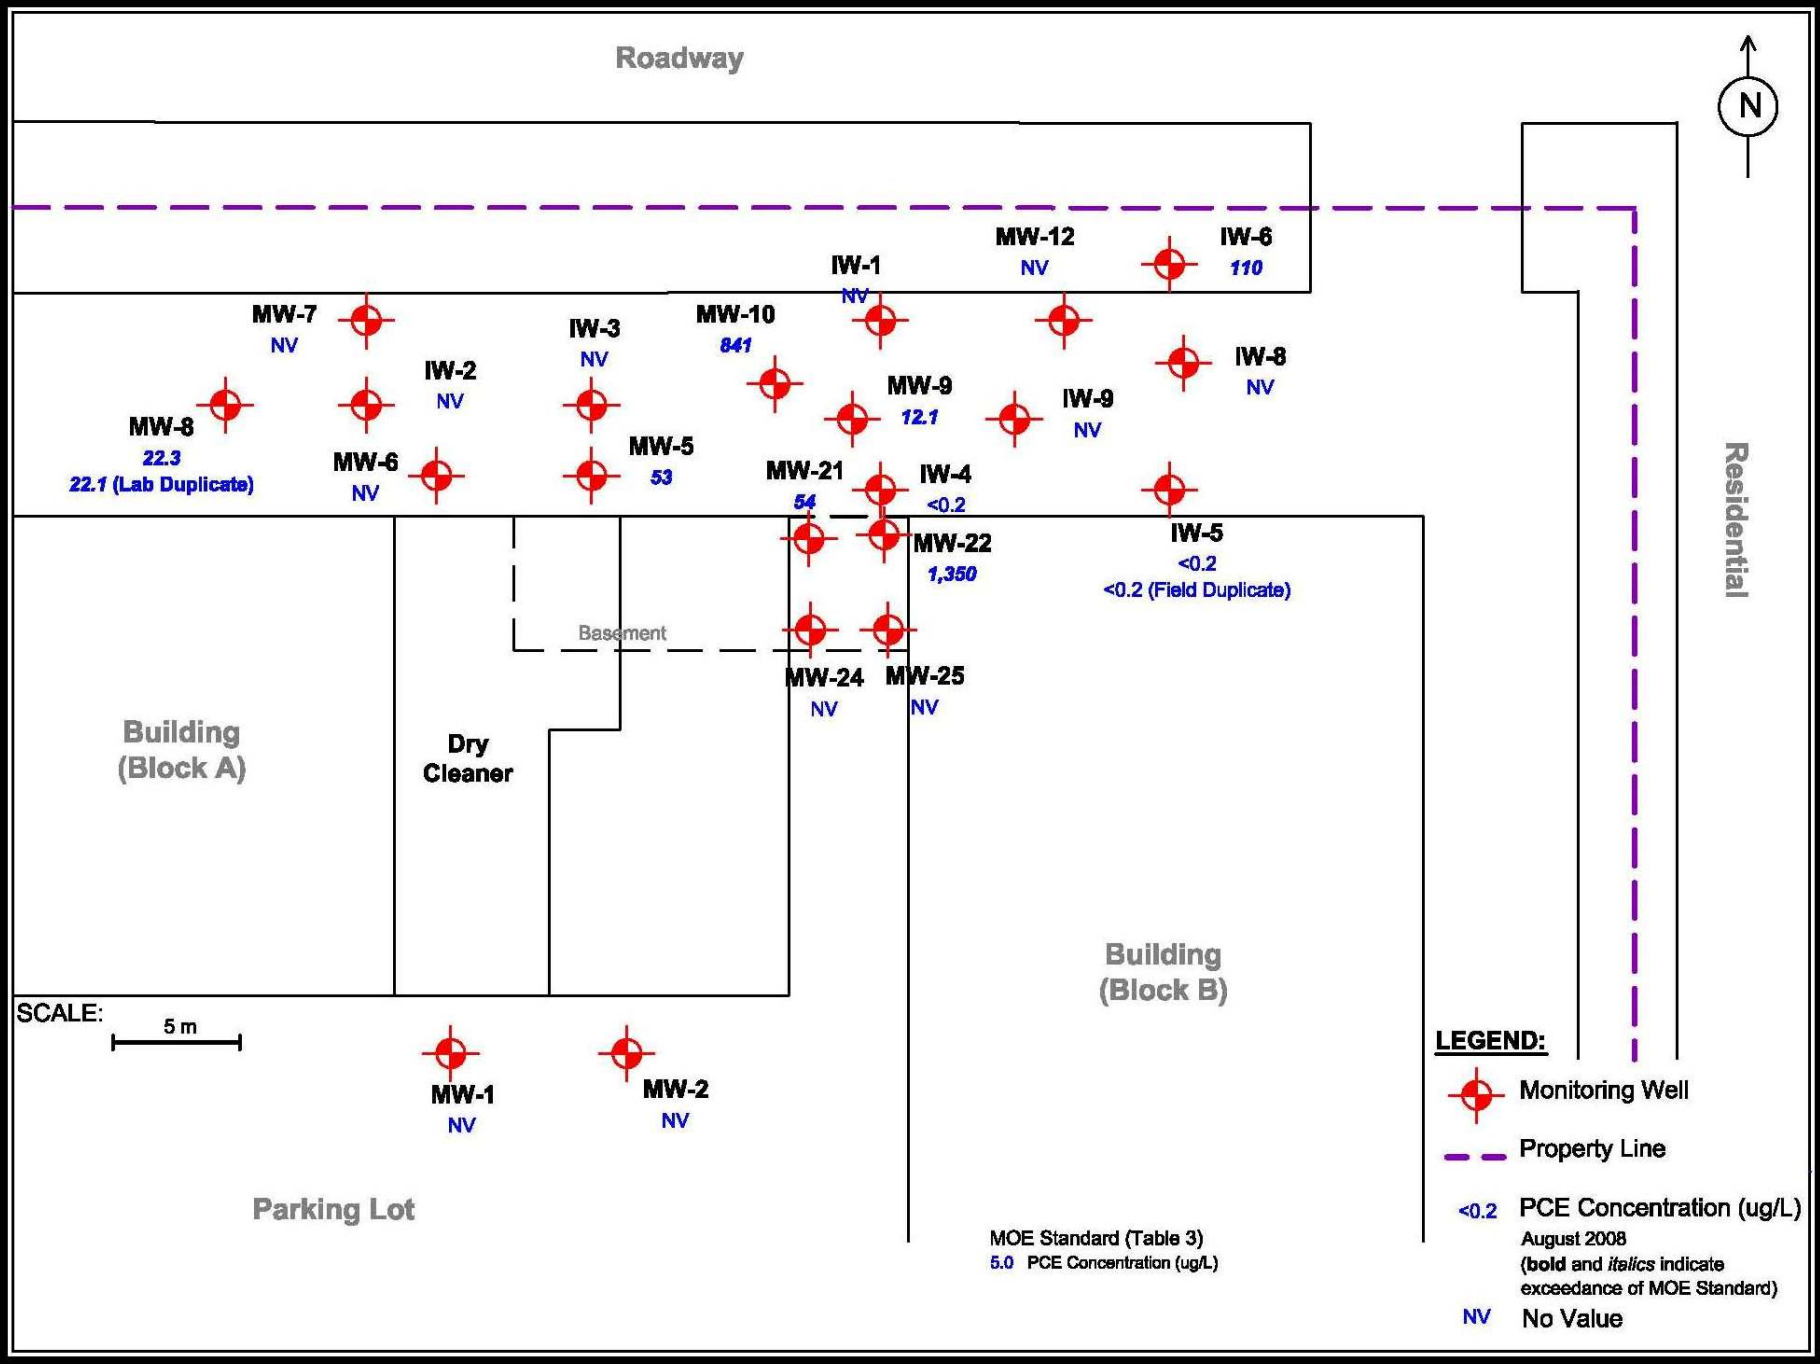 Roadway
N
MW-12
NV
IW-6
110
IW-1
NV
MW-7
NV
IW-3
NV
MW-10
841
IW-2
NV
MW-9
12.1
IW-8
NV
IW-9
NV
MW-8
22.3
22.1 (Lab Duplicate)
MW-6
NV
MW-5
53
MW-21
54
IW-4
<0.2
MW-22
1,350
IW-5
<0.2
<0.2 (Field Duplicate)
Residential
Basement
MW-24
NV
MW-25
NV
Building
(Block A)
Dry
Cleaner
Building
(Block B)
SCALE:
5 m
MW-1
NV
MW-2
NV
Parking Lot
MOE Standard (Table 3)
5.0 PCE Concentration (ug/L)
LEGEND:
Monitoring Well
Property Line
<0.2 PCE Concentration (ug/L)
August 2008
(bold and italics indicate
exceedance of MOE Standard)
NV No Value